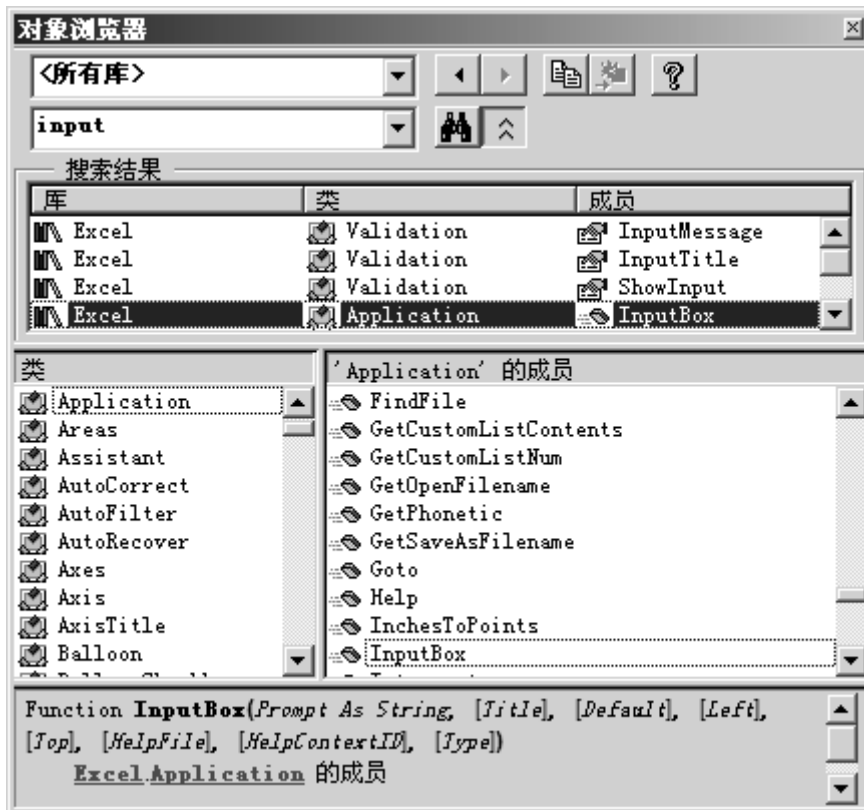 对象浏览器
<所有库>
input
搜索结果
库 类 成员
Excel Validation InputMessage
Excel Validation InputTitle
Excel Validation ShowInput
Excel Application InputBox
类 'Application' 的成员
Application FindFile
Areas GetCustomListContents
Assistant GetCustomListNum
AutoCorrect GetOpenFilename
AutoFilter GetPhonetic
AutoRecover GetSaveAsFilename
Axes Goto
Axis Help
AxisTitle InchesToPoints
Balloon InputBox
Function InputBox(Prompt As String, [Title], [Default], [Left],
[Top], [HelpFile], [HelpContextID], [Type])
Excel.Application 的成员